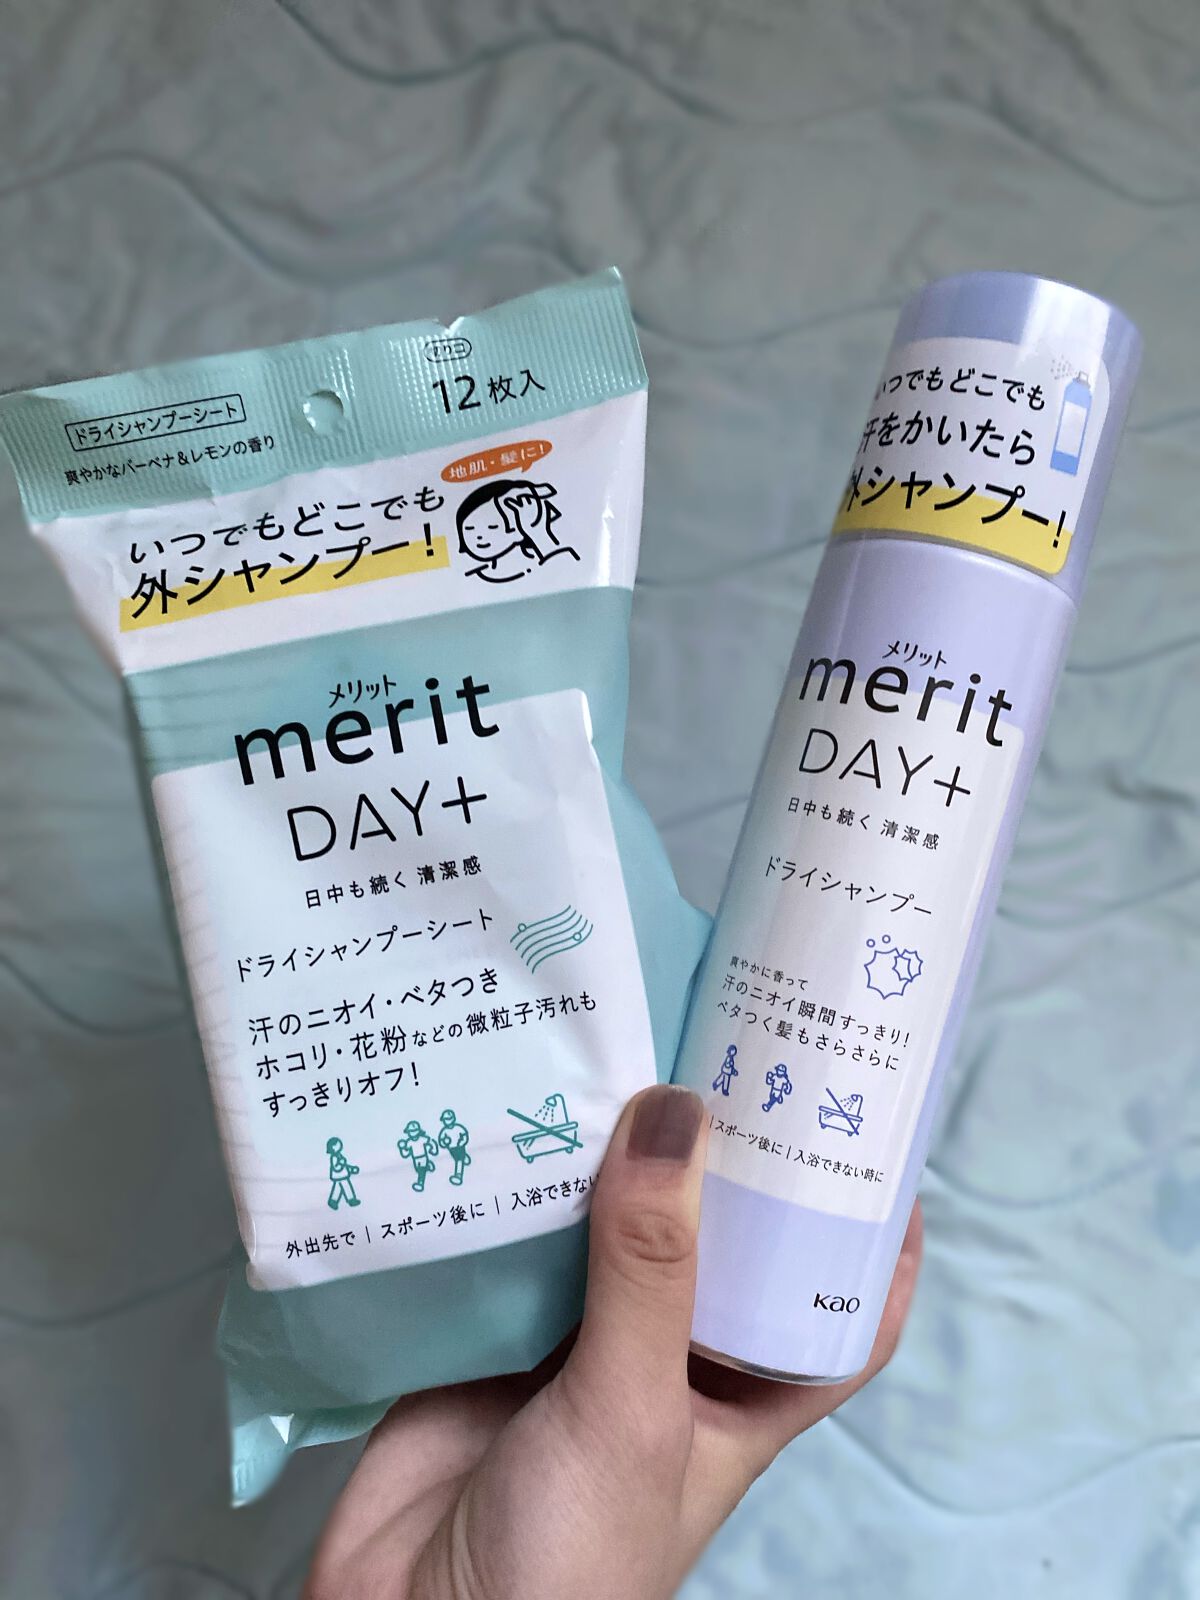 ドライシャンプーシート
爽やかなバーベナ&レモンの香り
12枚入
地肌・髪に!
いつでもどこでも
外シャンプー!
メリット
merit
DAY+
日中も続く 清潔感
ドライシャンプーシート
汗のニオイ・ベタつき
ホコリ・花粉などの微粒子汚れも
すっきりオフ!
外出先で | スポーツ後に | 入浴できない
いつでもどこでも
汗をかいたら
外シャンプー!
メリット
merit
DAY+
日中も続く 清潔感
ドライシャンプー
爽やかに香って
汗のニオイ瞬間すっきり!
ベタつく髪もさらさらに
| スポーツ後に | 入浴できない時に
Kao